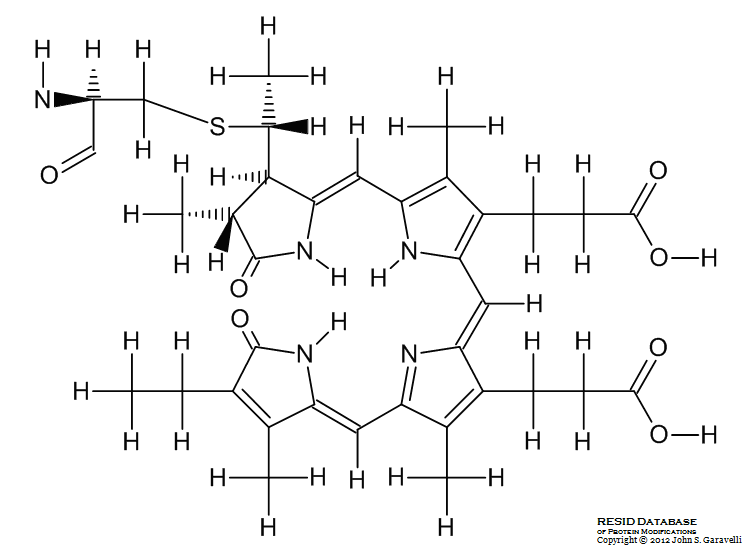 H
H H H
H H H
N
S H H H H
H
H H H O
O H
H
N N
H H H H H O H
H H
O
O H H
H H N N H H O
H
H H H H O H
H H H H H
H H
RESID DATABASE
OF PROTEIN MODIFICATIONS
Copyright © 2012 John S. Garavelli